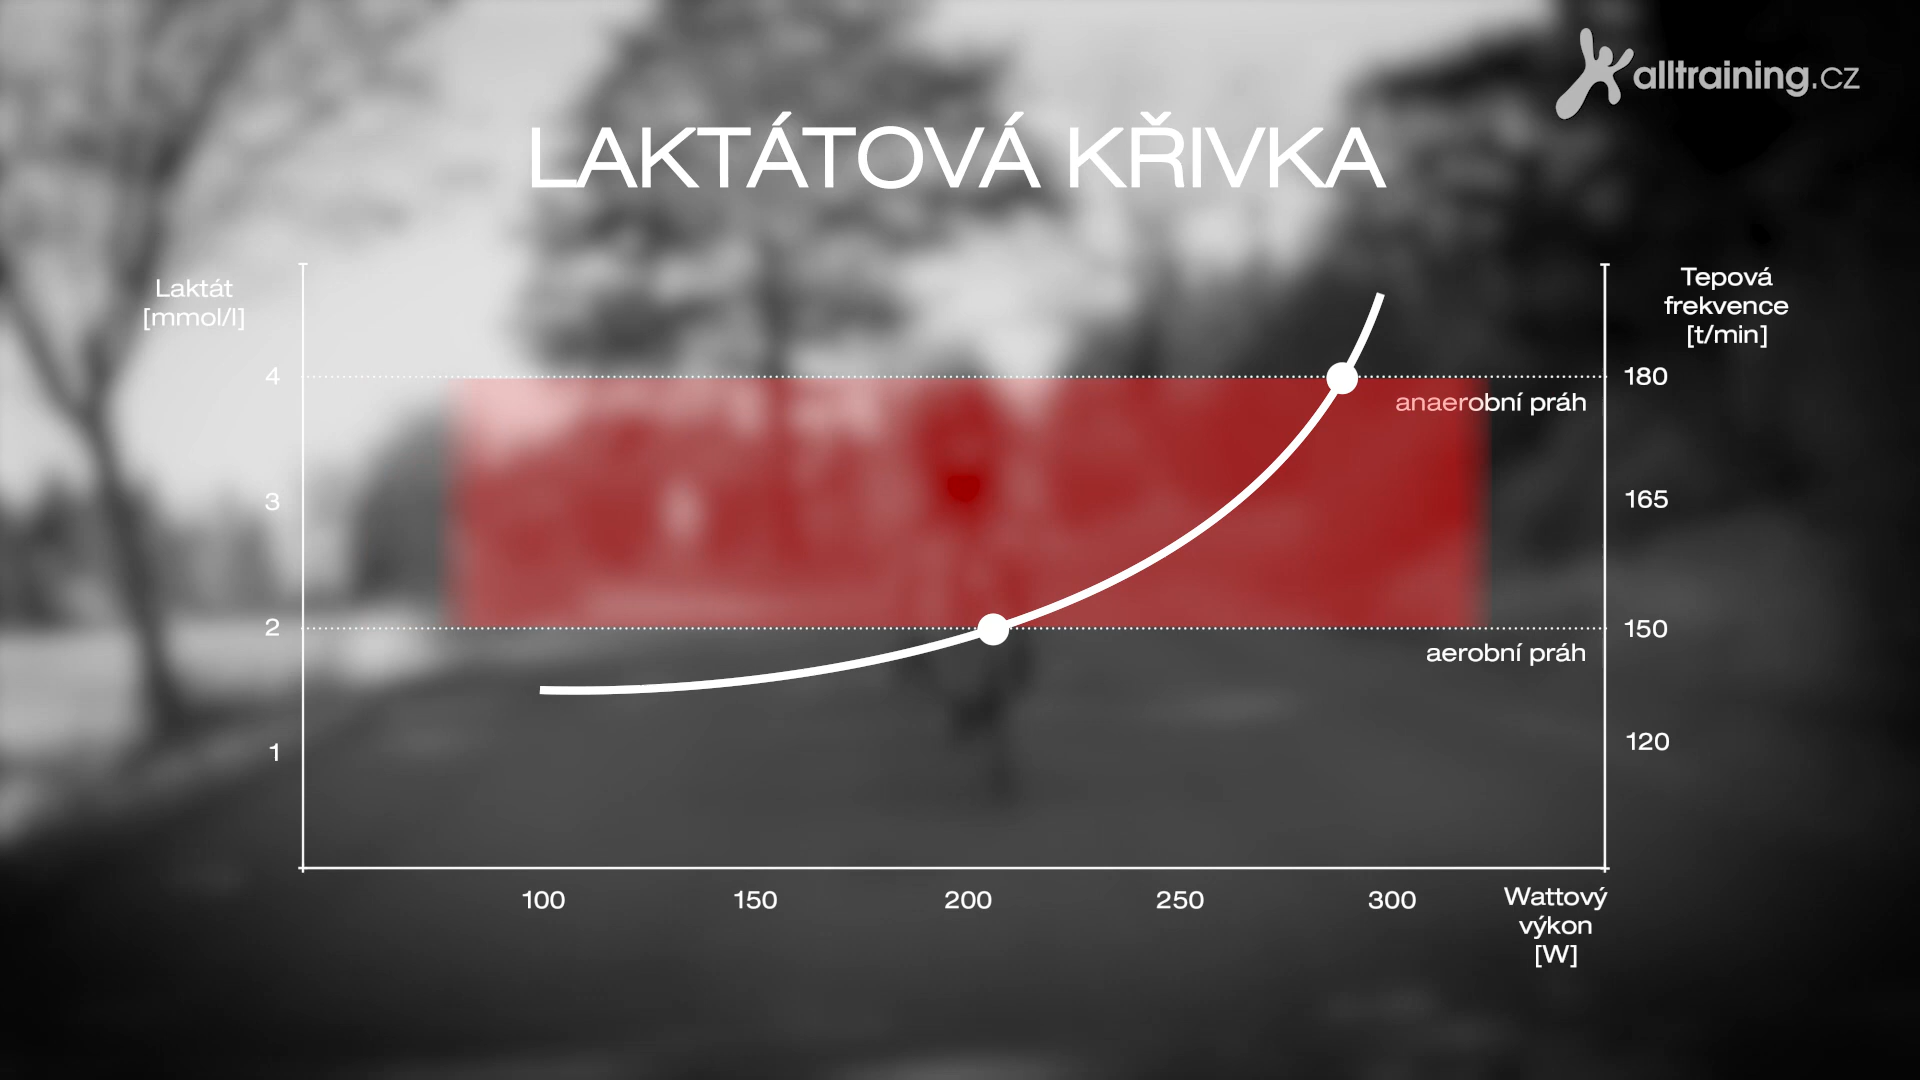 alltraining.cz
LAKTÁTOVÁ KŘIVKA
Laktát
[mmol/l]
4
3
2
1
Tepová
frekvence
[t/min]
180
anaerobní práh
165
150
aerobní práh
120
100
150
200
250
300
Wattový
výkon
[W]